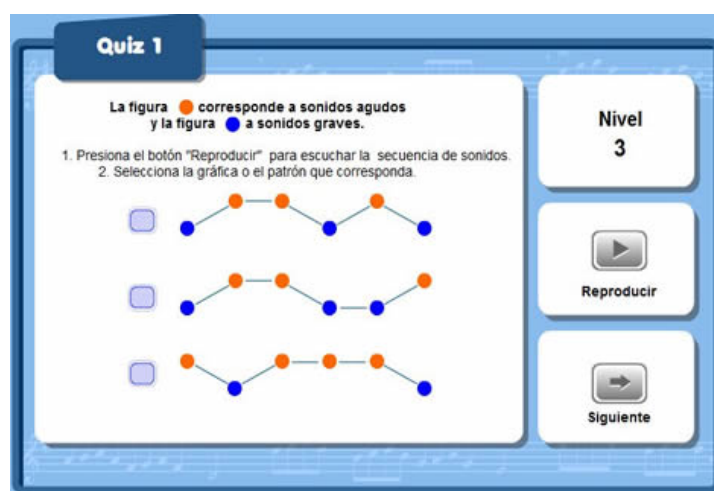 Quiz 1
La figura corresponde a sonidos agudos
y la figura a sonidos graves.
1. Presiona el botón "Reproducir" para escuchar la secuencia de sonidos.
2. Selecciona la gráfica o el patrón que corresponda.
Nivel
3
Reproducir
Siguiente